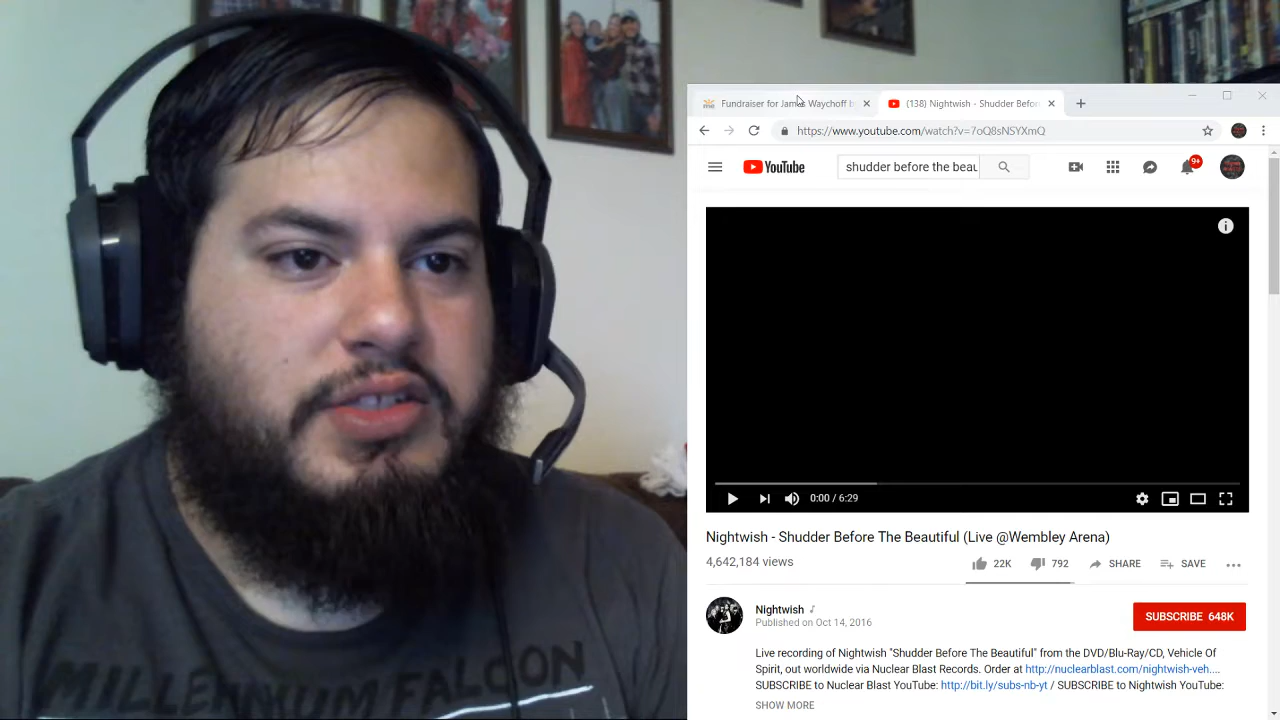 Fundraiser for James Waychoff b
(138) Nightwish - Shudder Befor
https://www.youtube.com/watch?v=7oQ8sNSYXmQ
YouTube
shudder before the beau
9+
i
0:00 / 6:29
Nightwish - Shudder Before The Beautiful (Live @Wembley Arena)
4,642,184 views
22K
792
SHARE
SAVE
Nightwish
Published on Oct 14, 2016
SUBSCRIBE 648K
Live recording of Nightwish "Shudder Before The Beautiful" from the DVD/Blu-Ray/CD, Vehicle Of
Spirit, out worldwide via Nuclear Blast Records. Order at http://nuclearblast.com/nightwish-veh....
SUBSCRIBE to Nuclear Blast YouTube: http://bit.ly/subs-nb-yt / SUBSCRIBE to Nightwish YouTube:
SHOW MORE
MILLENNIUM FALCON